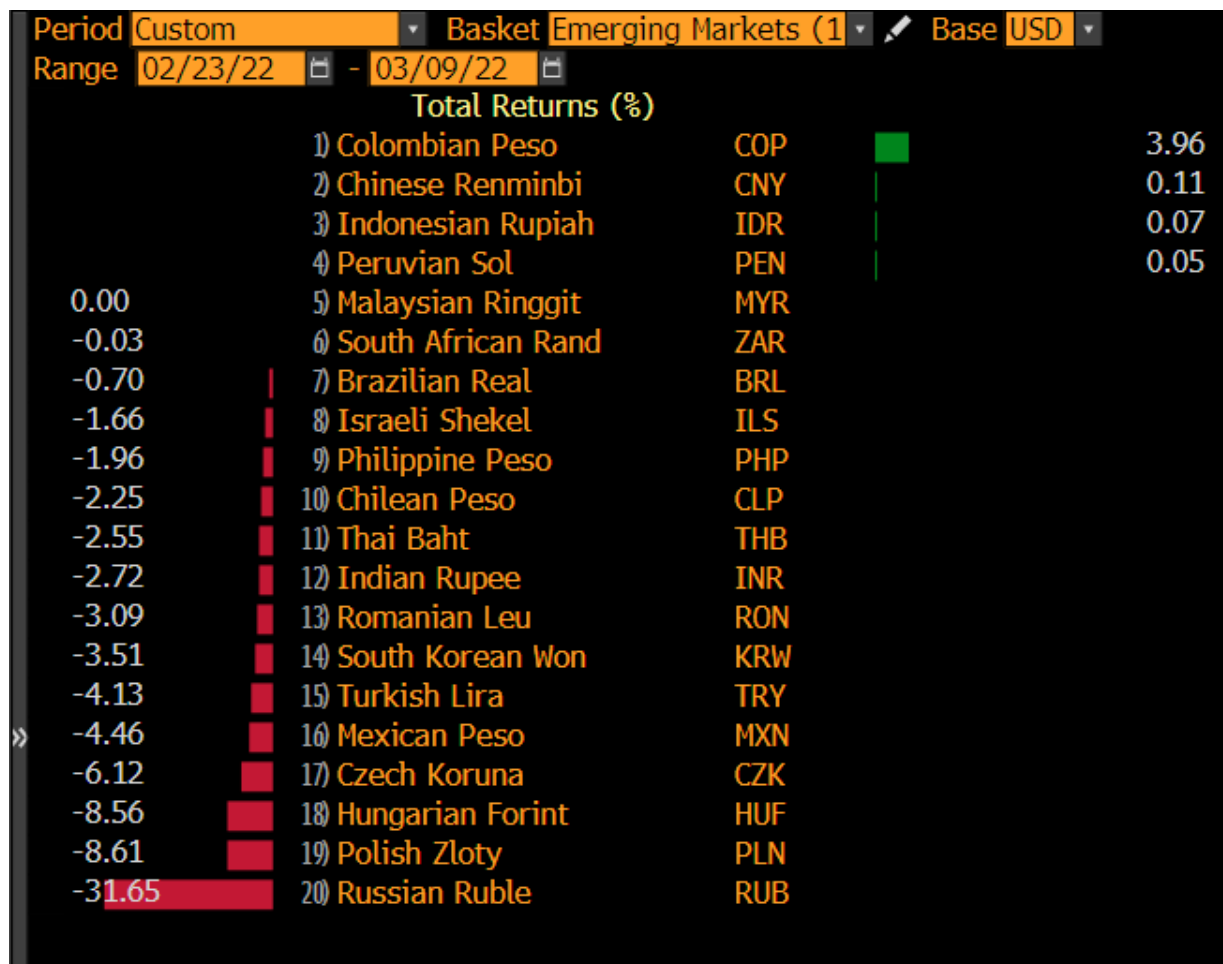 Period Custom Basket Emerging Markets (1 Base USD
Range 02/23/22 - 03/09/22
Total Returns (%)
1) Colombian Peso COP 3.96
2) Chinese Renminbi CNY 0.11
3) Indonesian Rupiah IDR 0.07
4) Peruvian Sol PEN 0.05
0.00 5) Malaysian Ringgit MYR
-0.03 6) South African Rand ZAR
-0.70 7) Brazilian Real BRL
-1.66 8) Israeli Shekel ILS
-1.96 9) Philippine Peso PHP
-2.25 10) Chilean Peso CLP
-2.55 11) Thai Baht THB
-2.72 12) Indian Rupee INR
-3.09 13) Romanian Leu RON
-3.51 14) South Korean Won KRW
-4.13 15) Turkish Lira TRY
» -4.46 16) Mexican Peso MXN
-6.12 17) Czech Koruna CZK
-8.56 18) Hungarian Forint HUF
-8.61 19) Polish Zloty PLN
-31.65 20) Russian Ruble RUB